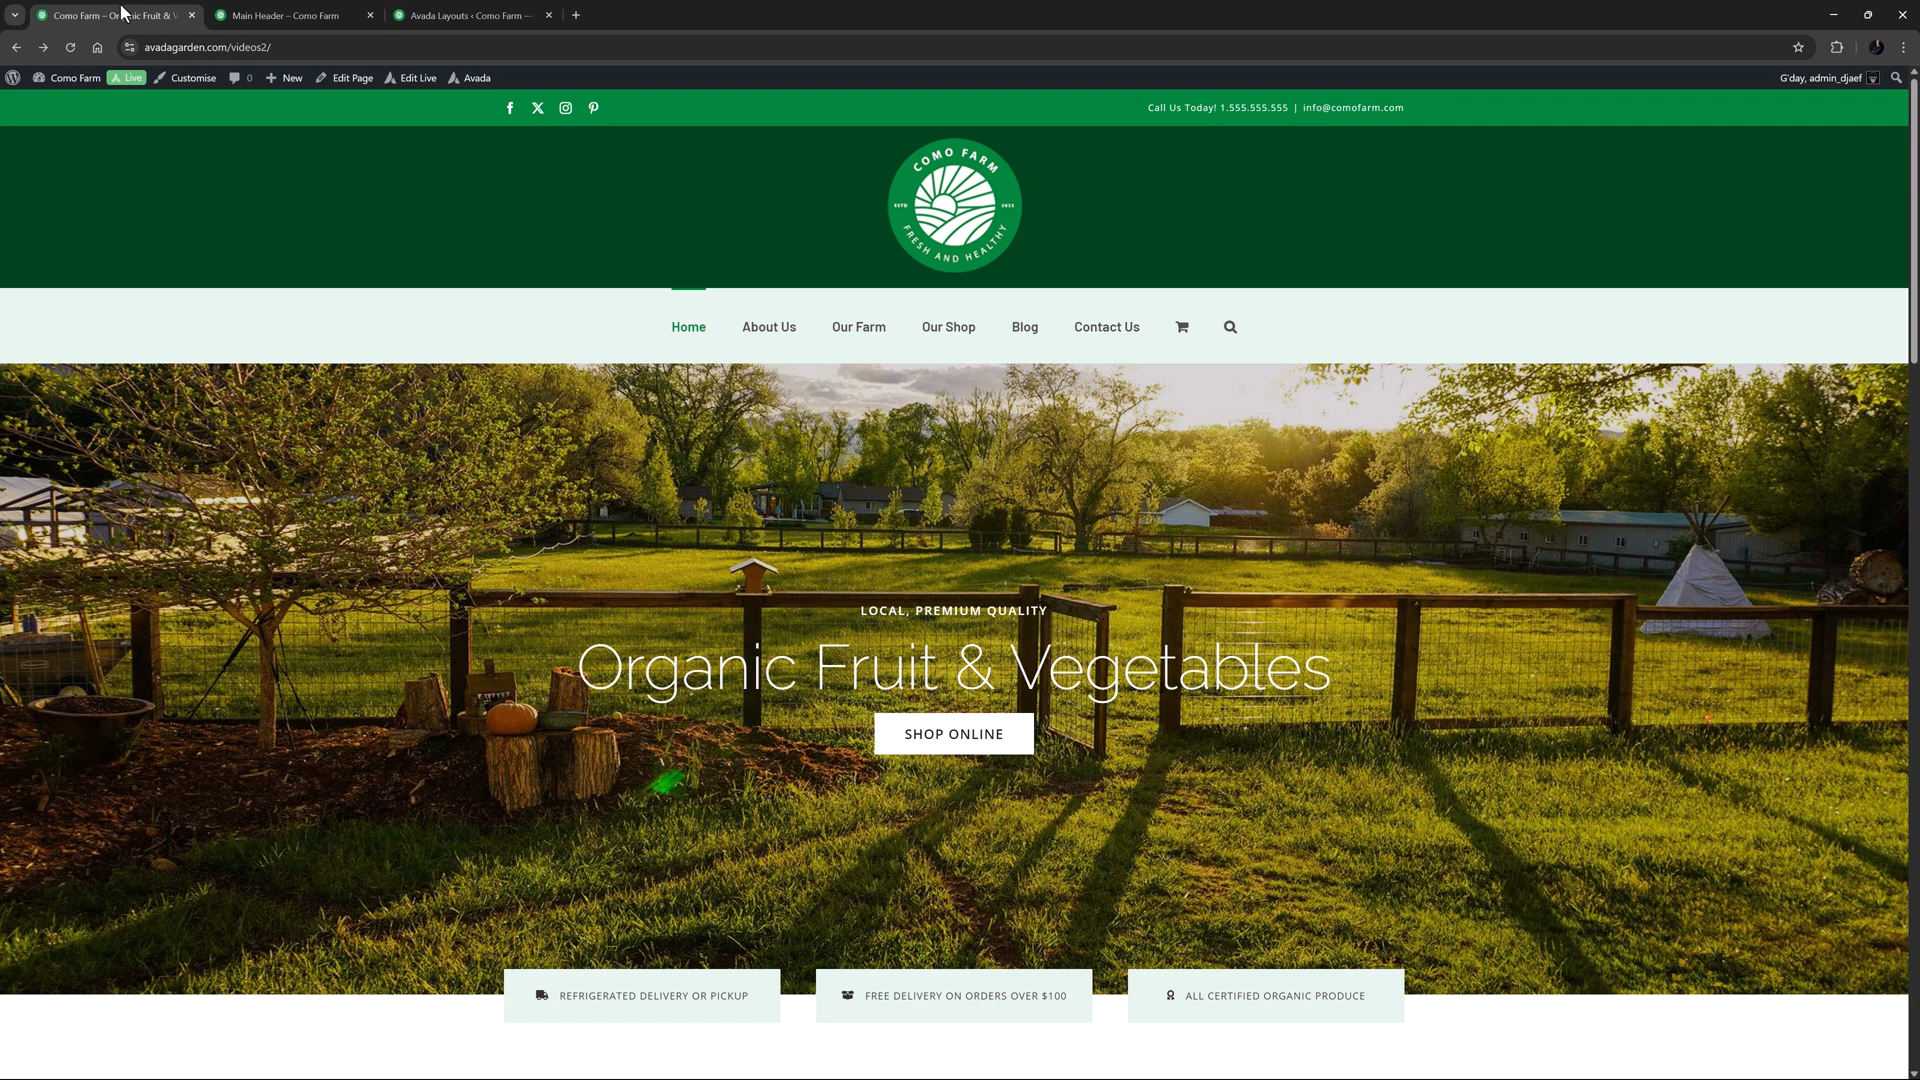 Como Farm – Organic Fruit & V
Main Header – Como Farm
Avada Layouts ‹ Como Farm —
avadagarden.com/videos2/
Como Farm
Live
Customise
0
New
Edit Page
Edit Live
Avada
G'day, admin_djaef
Call Us Today! 1.555.555.555 | info@comofarm.com
COMO FARM
ESTD
2022
FRESH AND HEALTHY
Home
About Us
Our Farm
Our Shop
Blog
Contact Us
LOCAL, PREMIUM QUALITY
Organic Fruit & Vegetables
SHOP ONLINE
REFRIGERATED DELIVERY OR PICKUP
FREE DELIVERY ON ORDERS OVER $100
ALL CERTIFIED ORGANIC PRODUCE